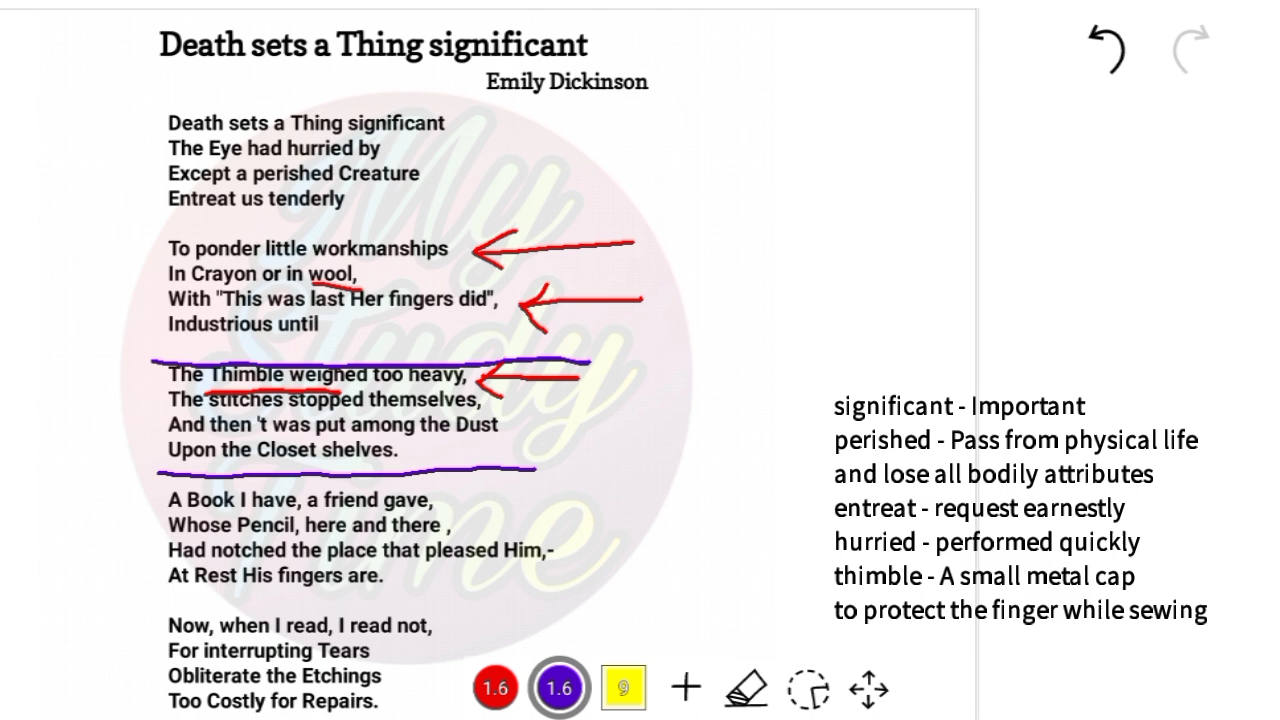 Death sets a Thing significant
Emily Dickinson
Death sets a Thing significant
The Eye had hurried by
Except a perished Creature
Entreat us tenderly
To ponder little workmanships
In Crayon or in wool,
With "This was last Her fingers did",
Industrious until
The Thimble weighed too heavy,
The stitches stopped themselves,
And then 't was put among the Dust
Upon the Closet shelves.
A Book I have, a friend gave,
Whose Pencil, here and there ,
Had notched the place that pleased Him,-
At Rest His fingers are.
Now, when I read, I read not,
For interrupting Tears
Obliterate the Etchings
Too Costly for Repairs.
My
Study
Time
significant - Important
perished - Pass from physical life
and lose all bodily attributes
entreat - request earnestly
hurried - performed quickly
thimble - A small metal cap
to protect the finger while sewing
1.6
1.6
9